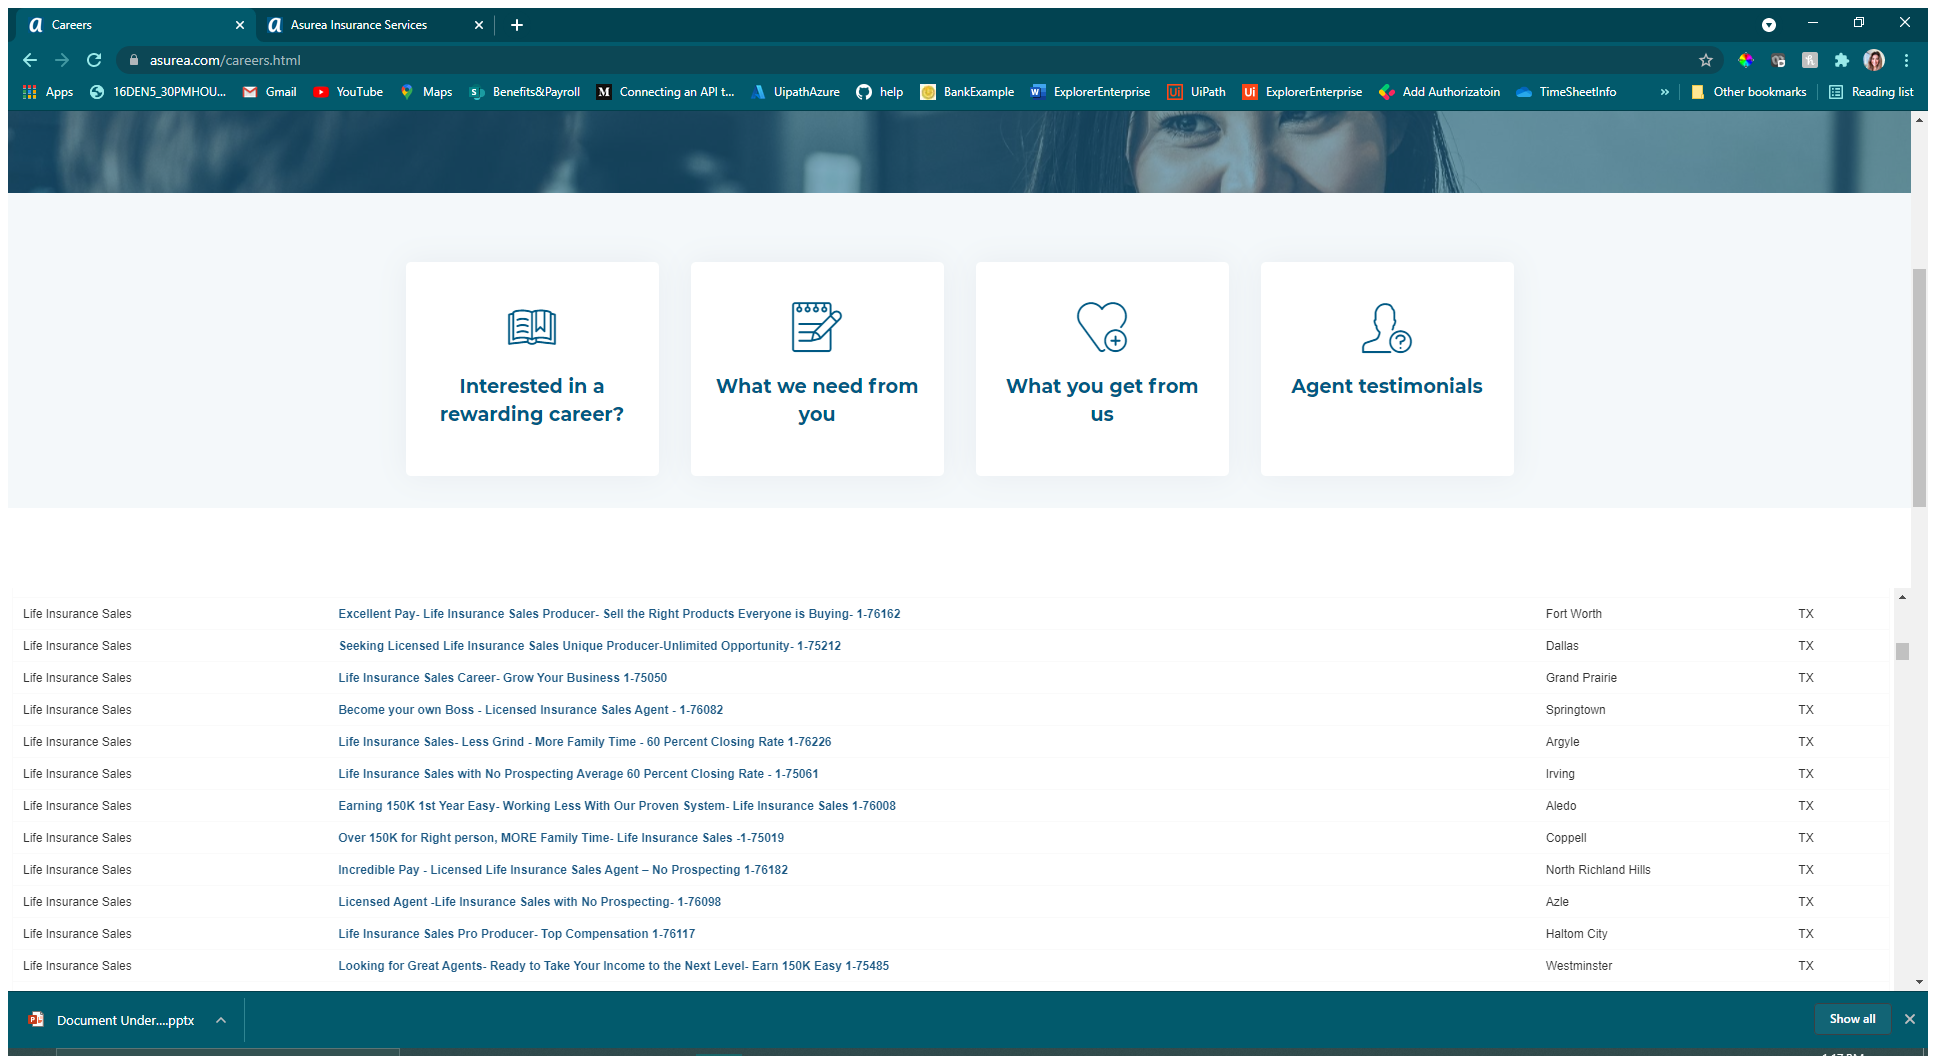 Careers
Asurea Insurance Services
asurea.com/careers.html
Apps 16DEN5_30PMHOU... Gmail YouTube Maps Benefits&Payroll Connecting an API t... UipathAzure help BankExample ExplorerEnterprise UiPath ExplorerEnterprise Add Authorizatoin TimeSheetInfo » Other bookmarks Reading list
Interested in a
rewarding career?
What we need from
you
What you get from
us
Agent testimonials
Life Insurance Sales Excellent Pay- Life Insurance Sales Producer- Sell the Right Products Everyone is Buying- 1-76162 Fort Worth TX
Life Insurance Sales Seeking Licensed Life Insurance Sales Unique Producer-Unlimited Opportunity- 1-75212 Dallas TX
Life Insurance Sales Life Insurance Sales Career- Grow Your Business 1-75050 Grand Prairie TX
Life Insurance Sales Become your own Boss - Licensed Insurance Sales Agent - 1-76082 Springtown TX
Life Insurance Sales Life Insurance Sales- Less Grind - More Family Time - 60 Percent Closing Rate 1-76226 Argyle TX
Life Insurance Sales Life Insurance Sales with No Prospecting Average 60 Percent Closing Rate - 1-75061 Irving TX
Life Insurance Sales Earning 150K 1st Year Easy- Working Less With Our Proven System- Life Insurance Sales 1-76008 Aledo TX
Life Insurance Sales Over 150K for Right person, MORE Family Time- Life Insurance Sales -1-75019 Coppell TX
Life Insurance Sales Incredible Pay - Licensed Life Insurance Sales Agent – No Prospecting 1-76182 North Richland Hills TX
Life Insurance Sales Licensed Agent -Life Insurance Sales with No Prospecting- 1-76098 Azle TX
Life Insurance Sales Life Insurance Sales Pro Producer- Top Compensation 1-76117 Haltom City TX
Life Insurance Sales Looking for Great Agents- Ready to Take Your Income to the Next Level- Earn 150K Easy 1-75485 Westminster TX
Document Under....pptx Show all